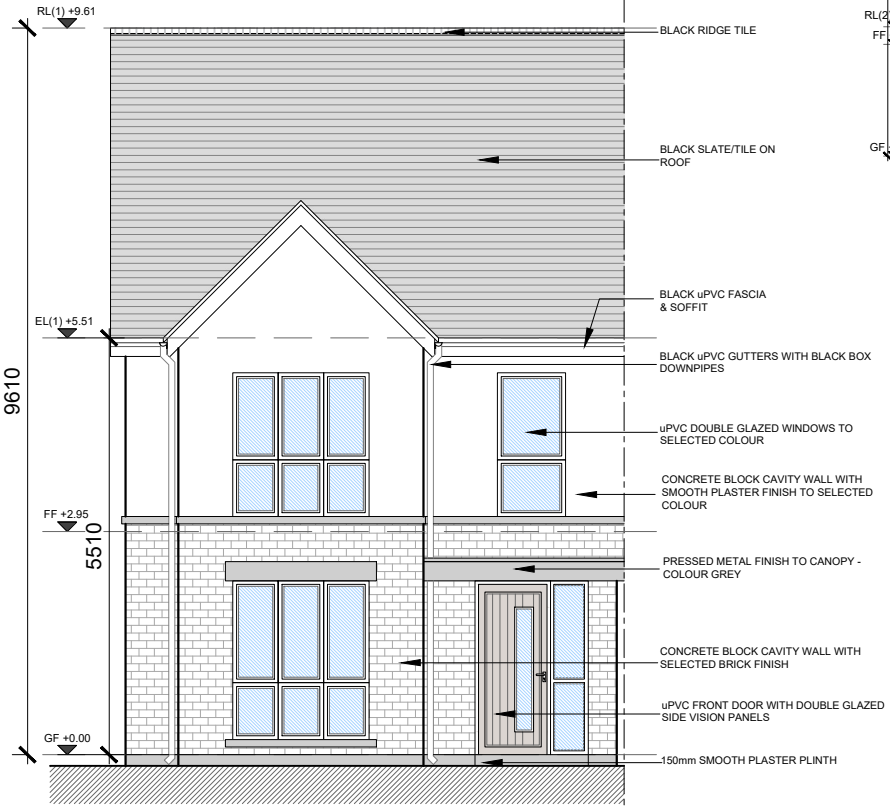 RL(1) +9.61
BLACK RIDGE TILE
RL(2
FF
GF
BLACK SLATE/TILE ON
ROOF
BLACK uPVC FASCIA
& SOFFIT
EL(1) +5.51
BLACK uPVC GUTTERS WITH BLACK BOX
DOWNPIPES
9610
uPVC DOUBLE GLAZED WINDOWS TO
SELECTED COLOUR
CONCRETE BLOCK CAVITY WALL WITH
SMOOTH PLASTER FINISH TO SELECTED
COLOUR
FF +2.95
5510
PRESSED METAL FINISH TO CANOPY -
COLOUR GREY
CONCRETE BLOCK CAVITY WALL WITH
SELECTED BRICK FINISH
uPVC FRONT DOOR WITH DOUBLE GLAZED
SIDE VISION PANELS
GF +0.00
150mm SMOOTH PLASTER PLINTH